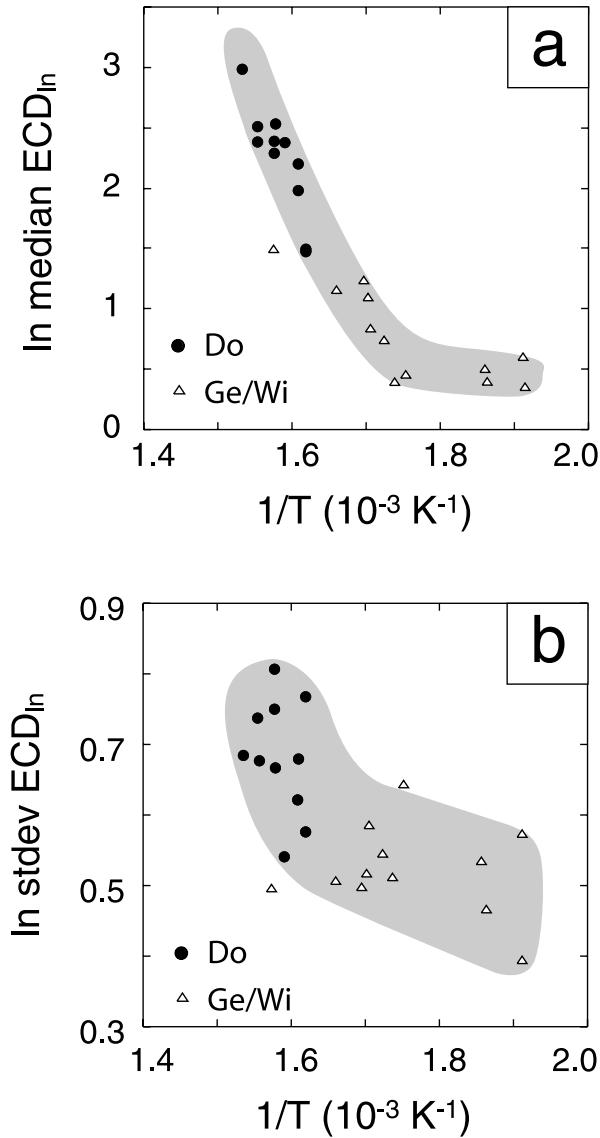 a
3
2
1
0
ln median ECDln
Do
Ge/Wi
1.4 1.6 1.8 2.0
1/T (10-3 K-1)
b
0.9
0.7
0.5
0.3
ln stdev ECDln
Do
Ge/Wi
1.4 1.6 1.8 2.0
1/T (10-3 K-1)